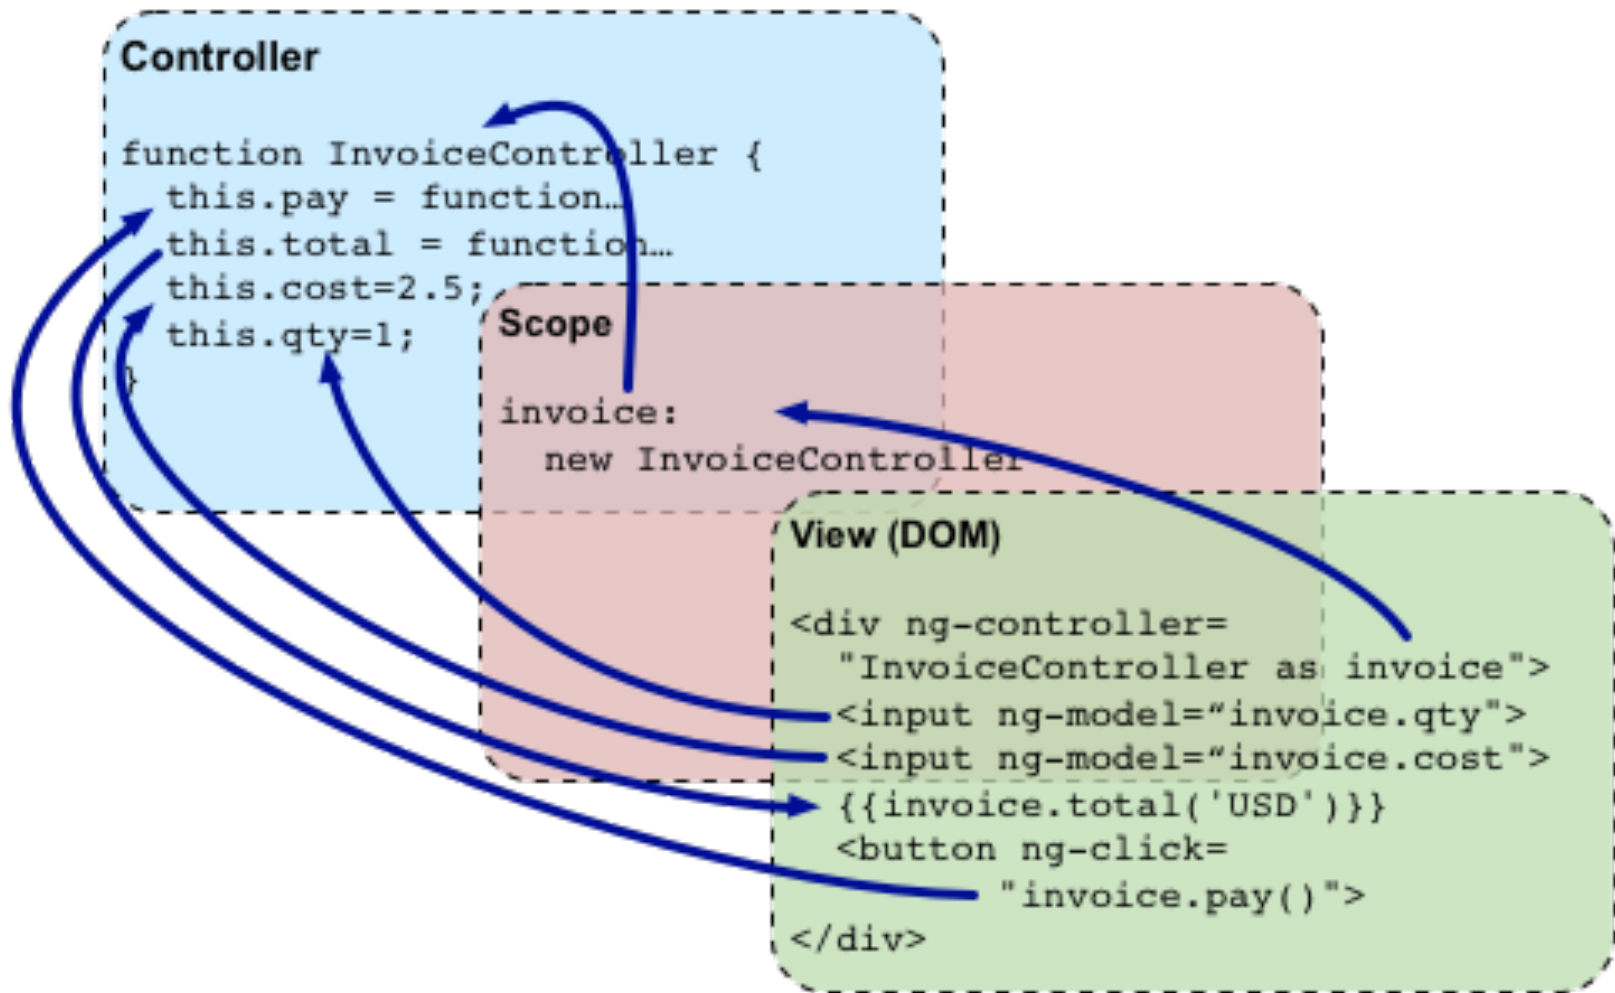 Controller
function InvoiceController {
this.pay = function…
this.total = function…
this.cost=2.5;
this.qty=1;
}
Scope
invoice:
new InvoiceController
View (DOM)
<div ng-controller=
"InvoiceController as invoice">
<input ng-model=“invoice.qty">
<input ng-model=“invoice.cost">
{{invoice.total('USD')}}
<button ng-click=
"invoice.pay()">
</div>